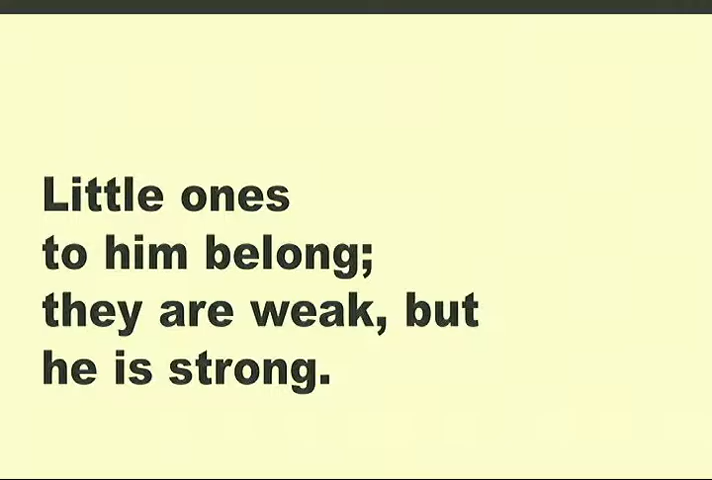 Little ones
to him belong;
they are weak, but
he is strong.